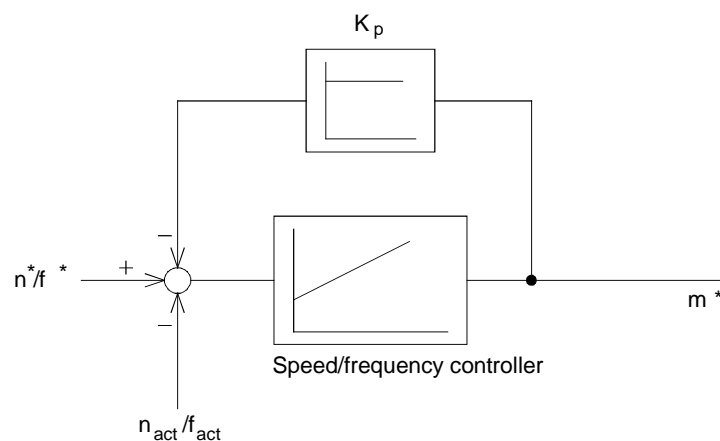 Kp
−
+
n*/f *
−
m*
Speed/frequency controller
nact/fact